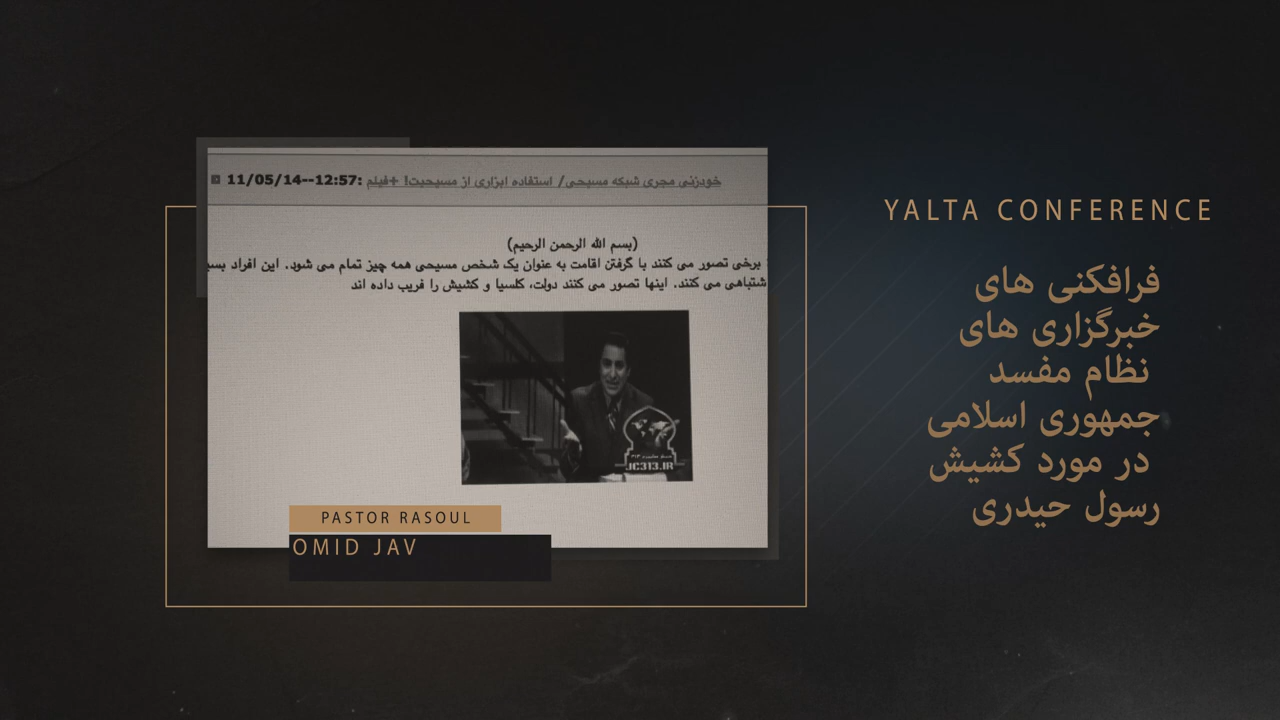 11/05/14--12:57: خودزنی مجری شبکه مسیحی/ استفاده ابزاری از مسیحیت! +فیلم
(بسم الله الرحمن الرحیم)
برخی تصور می کنند با گرفتن اقامت به عنوان یک شخص مسیحی همه چیز تمام می شود. این افراد بسی
شتباهی می کنند. اینها تصور می کنند دولت، کلسیا و کشیش را فریب داده اند
JC313.IR
PASTOR RASOUL
OMID JAV
YALTA CONFERENCE
فرافکنی های
خبرگزاری های
نظام مفسد
جمهوری اسلامی
در مورد کشیش
رسول حیدری